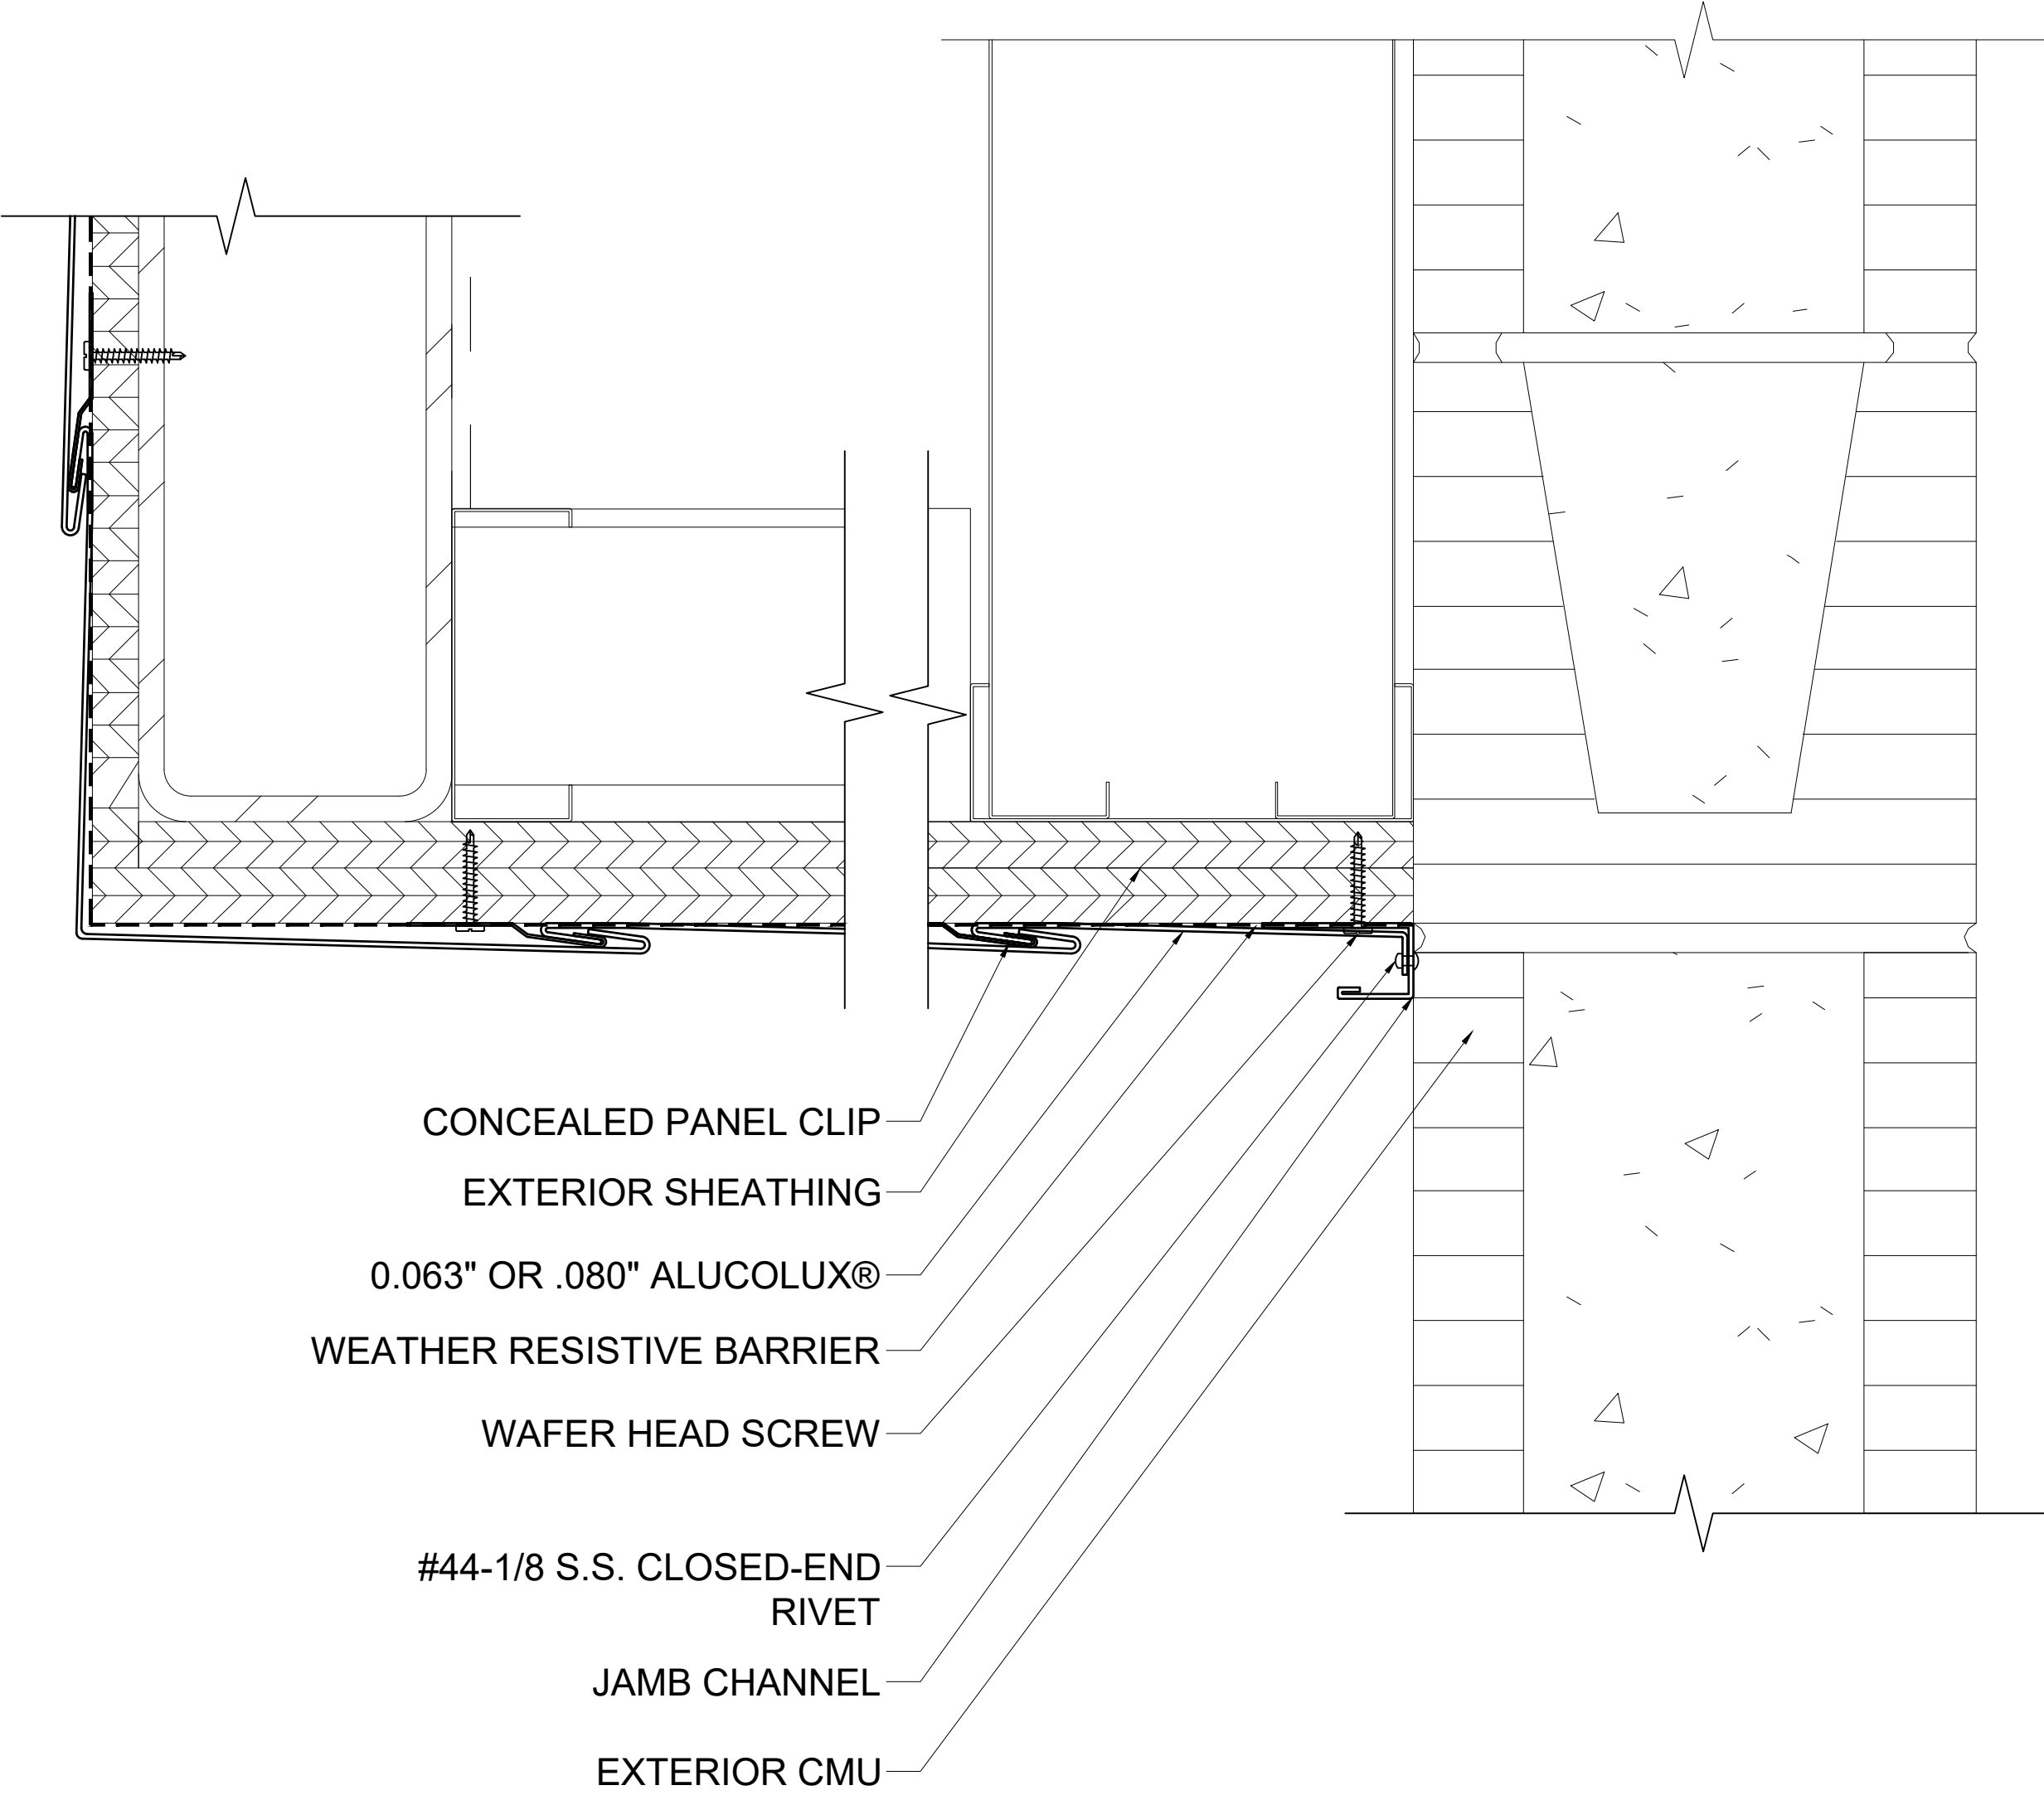 CONCEALED PANEL CLIP
EXTERIOR SHEATHING
0.063" OR .080" ALUCOLUX®
WEATHER RESISTIVE BARRIER
WAFER HEAD SCREW
#44-1/8 S.S. CLOSED-END
RIVET
JAMB CHANNEL
EXTERIOR CMU